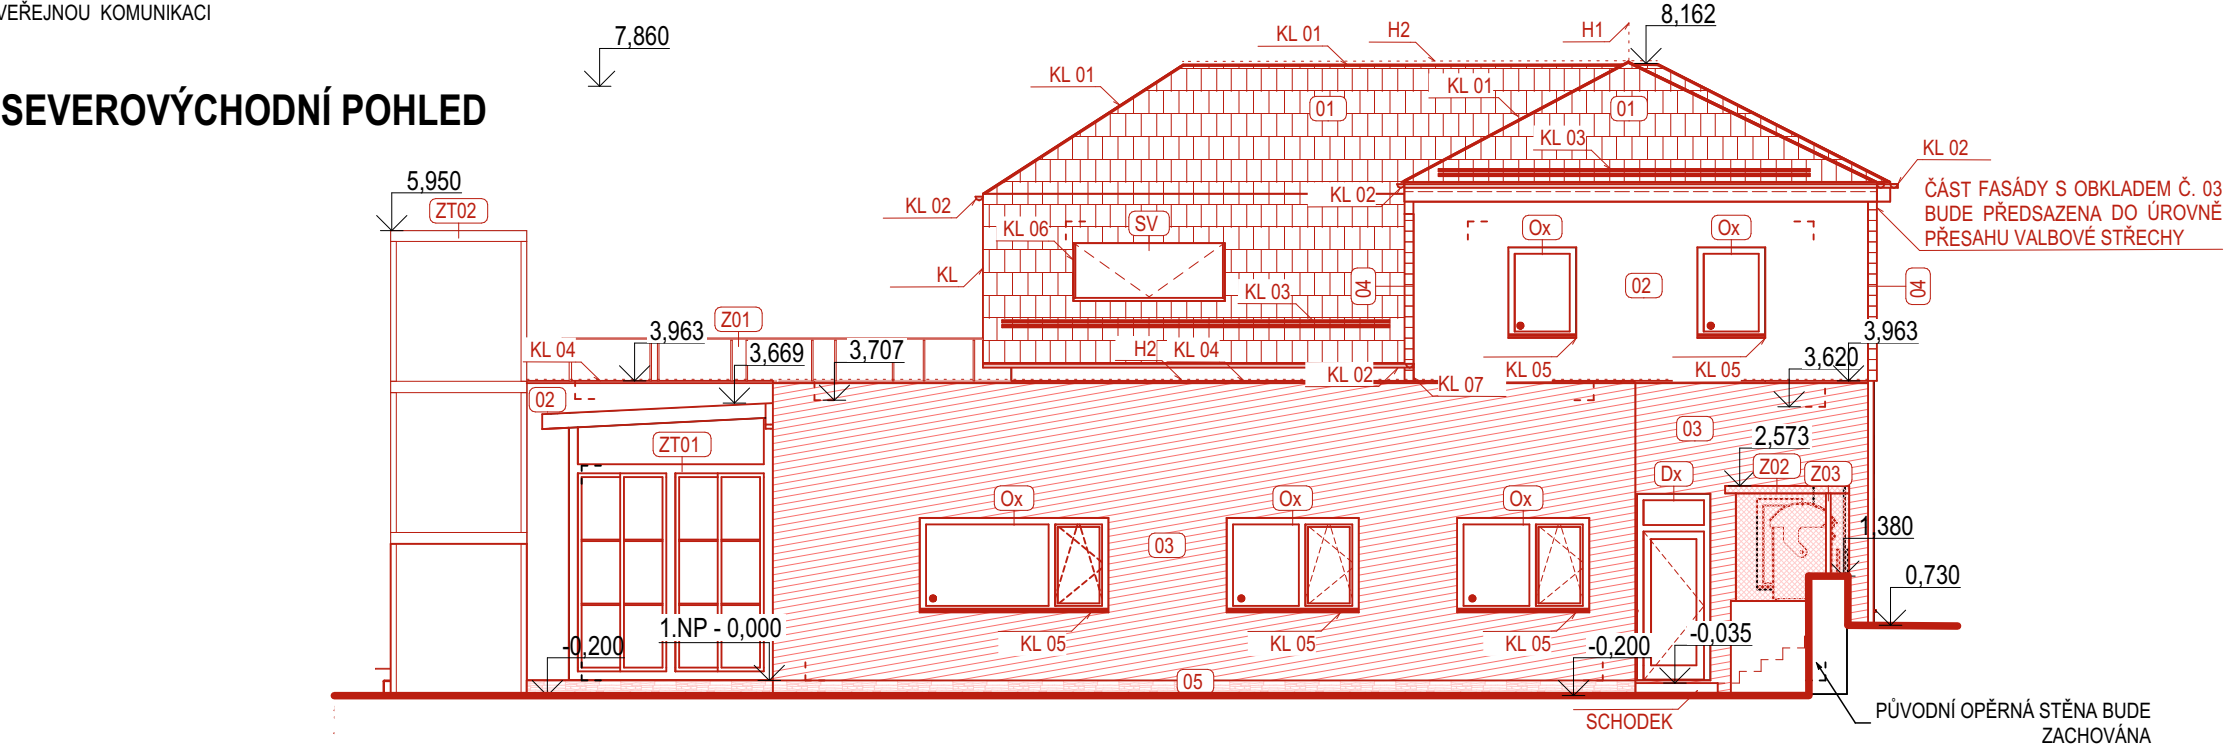 VEŘEJNOU KOMUNIKACI
7,860
8,162
KL 01
H2
H1
KL 01
KL 01
SEVEROVÝCHODNÍ POHLED
01
01
KL 03
KL 02
5,950
ZT02
KL 02
KL 02
ČÁST FASÁDY S OBKLADEM Č. 03
BUDE PŘEDSAZENA DO ÚROVNĚ
PŘESAHU VALBOVÉ STŘECHY
KL 06
SV
Ox
Ox
KL
02
04
04
KL 03
Z01
3,963
3,669
3,707
KL 04
H2
KL 04
3,963
3,620
KL 02
KL 07
KL 05
KL 05
02
ZT01
03
2,573
Z02
Z03
Dx
Ox
Ox
Ox
03
1,380
0,730
1.NP - 0,000
-0,200
KL 05
KL 05
KL 05
-0,200
-0,035
05
SCHODEK
PŮVODNÍ OPĚRNÁ STĚNA BUDE
ZACHOVÁNA